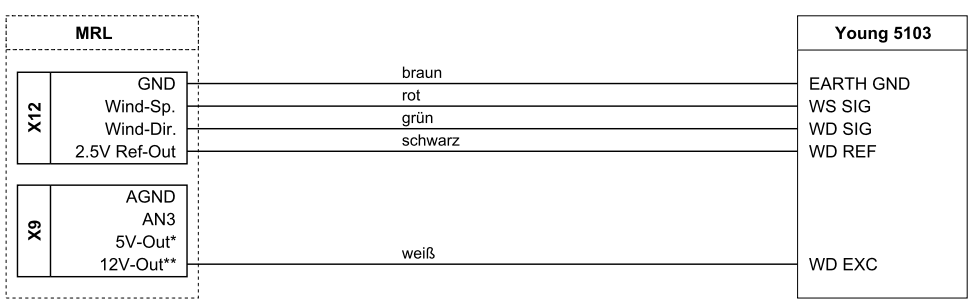 MRL
Young 5103
X12
GND
braun
EARTH GND
Wind-Sp.
rot
WS SIG
Wind-Dir.
grün
WD SIG
2.5V Ref-Out
schwarz
WD REF
X9
AGND
AN3
5V-Out*
12V-Out**
weiß
WD EXC